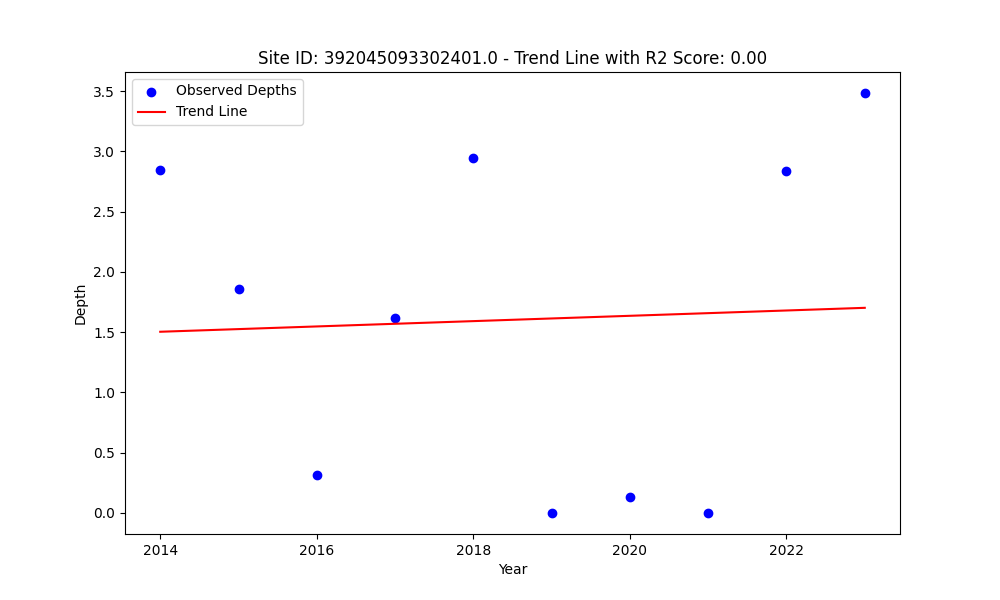 Site ID: 392045093302401.0 - Trend Line with R2 Score: 0.00
Observed Depths
Trend Line
3.5
3.0
2.5
2.0
1.5
1.0
0.5
0.0
Depth
2014
2016
2018
2020
2022
Year